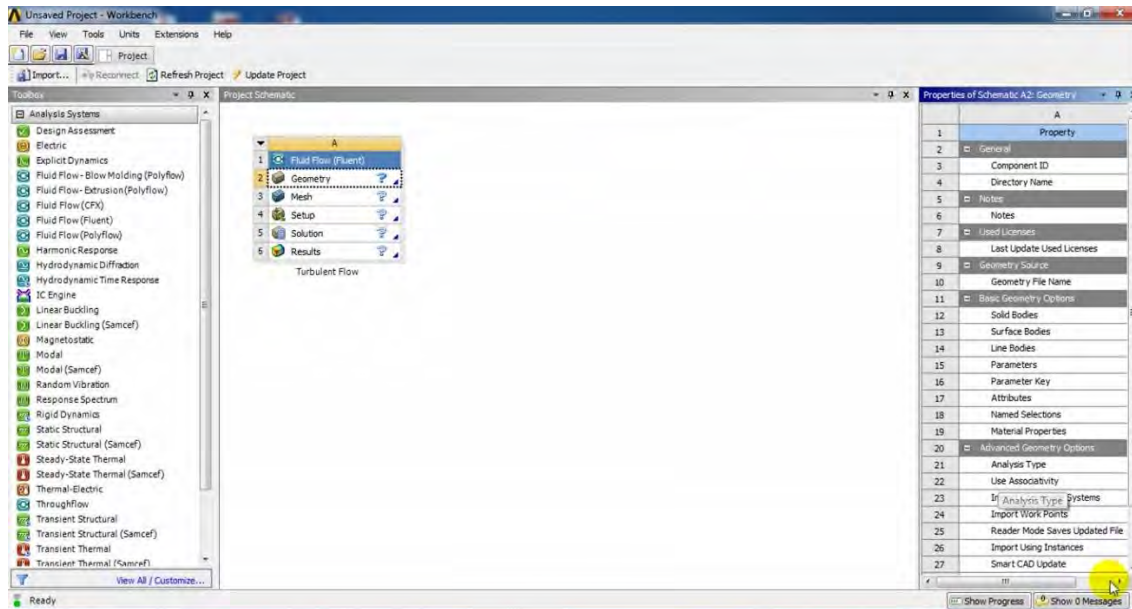 Unsaved Project - Workbench
File View Tools Units Extensions Help
Project
Import... Reconnect Refresh Project Update Project
Toolbox
Analysis Systems
Design Assessment
Electric
Explicit Dynamics
Fluid Flow - Blow Molding (Polyflow)
Fluid Flow - Extrusion (Polyflow)
Fluid Flow (CFX)
Fluid Flow (Fluent)
Fluid Flow (Polyflow)
Harmonic Response
Hydrodynamic Diffraction
Hydrodynamic Time Response
IC Engine
Linear Buckling
Linear Buckling (Samcef)
Magnetostatic
Modal
Modal (Samcef)
Random Vibration
Response Spectrum
Rigid Dynamics
Static Structural
Static Structural (Samcef)
Steady-State Thermal
Steady-State Thermal (Samcef)
Thermal-Electric
Throughflow
Transient Structural
Transient Structural (Samcef)
Transient Thermal
Transient Thermal (Samcef)
View All / Customize...
Project Schematic
A
1 Fluid Flow (Fluent)
2 Geometry ?
3 Mesh ?
4 Setup ?
5 Solution ?
6 Results ?
Turbulent Flow
Properties of Schematic A2: Geometry
A
1 Property
2 General
3 Component ID
4 Directory Name
5 Notes
6 Notes
7 Used Licenses
8 Last Update Used Licenses
9 Geometry Source
10 Geometry File Name
11 Basic Geometry Options
12 Solid Bodies
13 Surface Bodies
14 Line Bodies
15 Parameters
16 Parameter Key
17 Attributes
18 Named Selections
19 Material Properties
20 Advanced Geometry Options
21 Analysis Type
22 Use Associativity
23 Analysis Type Systems
24 Import Work Points
25 Reader Mode Saves Updated File
26 Import Using Instances
27 Smart CAD Update
Ready
Show Progress Show 0 Messages